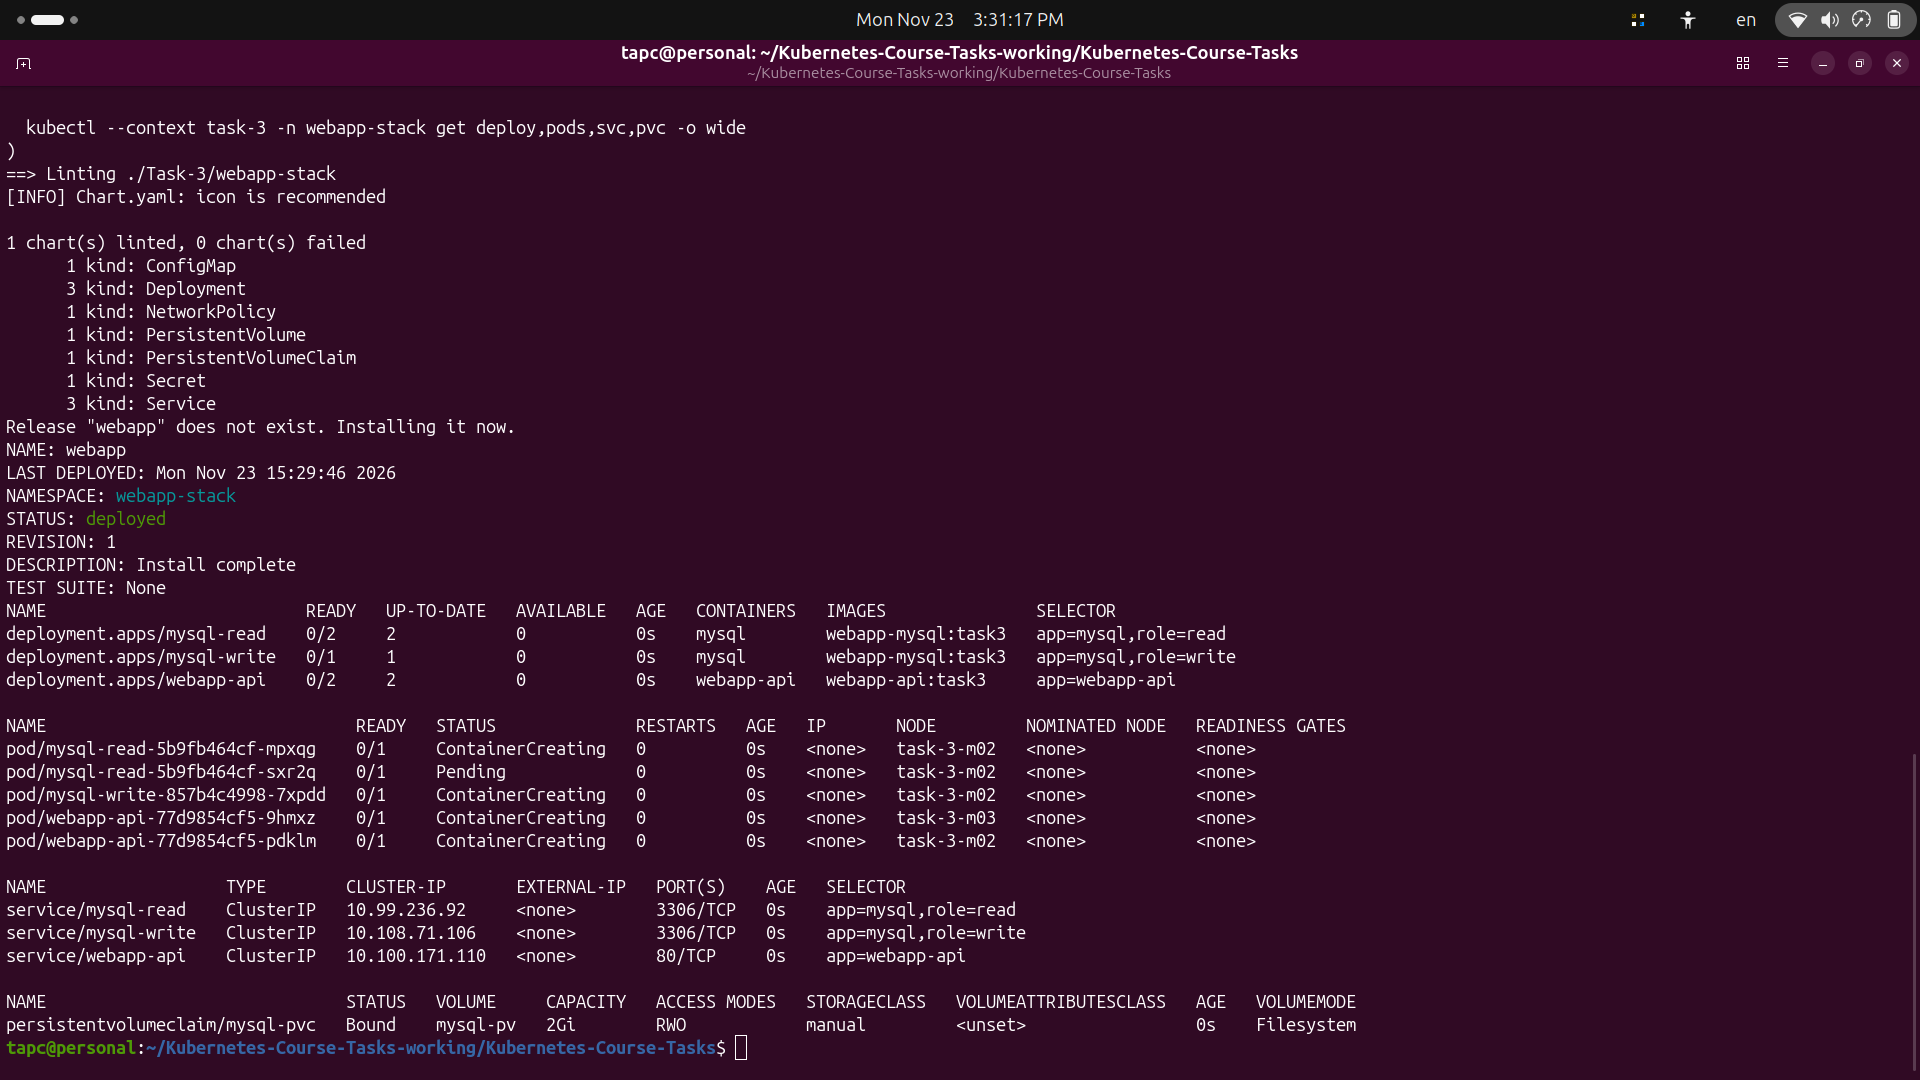 Mon Nov 23 3:31:17 PM
en
tapc@personal: ~/Kubernetes-Course-Tasks-working/Kubernetes-Course-Tasks
~/Kubernetes-Course-Tasks-working/Kubernetes-Course-Tasks
  kubectl --context task-3 -n webapp-stack get deploy,pods,svc,pvc -o wide
)
==> Linting ./Task-3/webapp-stack
[INFO] Chart.yaml: icon is recommended

1 chart(s) linted, 0 chart(s) failed
      1 kind: ConfigMap
      3 kind: Deployment
      1 kind: NetworkPolicy
      1 kind: PersistentVolume
      1 kind: PersistentVolumeClaim
      1 kind: Secret
      3 kind: Service
Release "webapp" does not exist. Installing it now.
NAME: webapp
LAST DEPLOYED: Mon Nov 23 15:29:46 2026
NAMESPACE: webapp-stack
STATUS: deployed
REVISION: 1
DESCRIPTION: Install complete
TEST SUITE: None
NAME                          READY   UP-TO-DATE   AVAILABLE   AGE   CONTAINERS   IMAGES               SELECTOR
deployment.apps/mysql-read    0/2     2            0           0s    mysql        webapp-mysql:task3   app=mysql,role=read
deployment.apps/mysql-write   0/1     1            0           0s    mysql        webapp-mysql:task3   app=mysql,role=write
deployment.apps/webapp-api    0/2     2            0           0s    webapp-api   webapp-api:task3     app=webapp-api

NAME                               READY   STATUS              RESTARTS   AGE   IP       NODE         NOMINATED NODE   READINESS GATES
pod/mysql-read-5b9fb464cf-mpxqg    0/1     ContainerCreating   0          0s    <none>   task-3-m02   <none>           <none>
pod/mysql-read-5b9fb464cf-sxr2q    0/1     Pending             0          0s    <none>   task-3-m02   <none>           <none>
pod/mysql-write-857b4c4998-7xpdd   0/1     ContainerCreating   0          0s    <none>   task-3-m02   <none>           <none>
pod/webapp-api-77d9854cf5-9hmxz    0/1     ContainerCreating   0          0s    <none>   task-3-m03   <none>           <none>
pod/webapp-api-77d9854cf5-pdklm    0/1     ContainerCreating   0          0s    <none>   task-3-m02   <none>           <none>

NAME                  TYPE        CLUSTER-IP       EXTERNAL-IP   PORT(S)    AGE   SELECTOR
service/mysql-read    ClusterIP   10.99.236.92     <none>        3306/TCP   0s    app=mysql,role=read
service/mysql-write   ClusterIP   10.108.71.106    <none>        3306/TCP   0s    app=mysql,role=write
service/webapp-api    ClusterIP   10.100.171.110   <none>        80/TCP     0s    app=webapp-api

NAME                              STATUS   VOLUME     CAPACITY   ACCESS MODES   STORAGECLASS   VOLUMEATTRIBUTESCLASS   AGE   VOLUMEMODE
persistentvolumeclaim/mysql-pvc   Bound    mysql-pv   2Gi        RWO            manual         <unset>                 0s    Filesystem
tapc@personal:~/Kubernetes-Course-Tasks-working/Kubernetes-Course-Tasks$